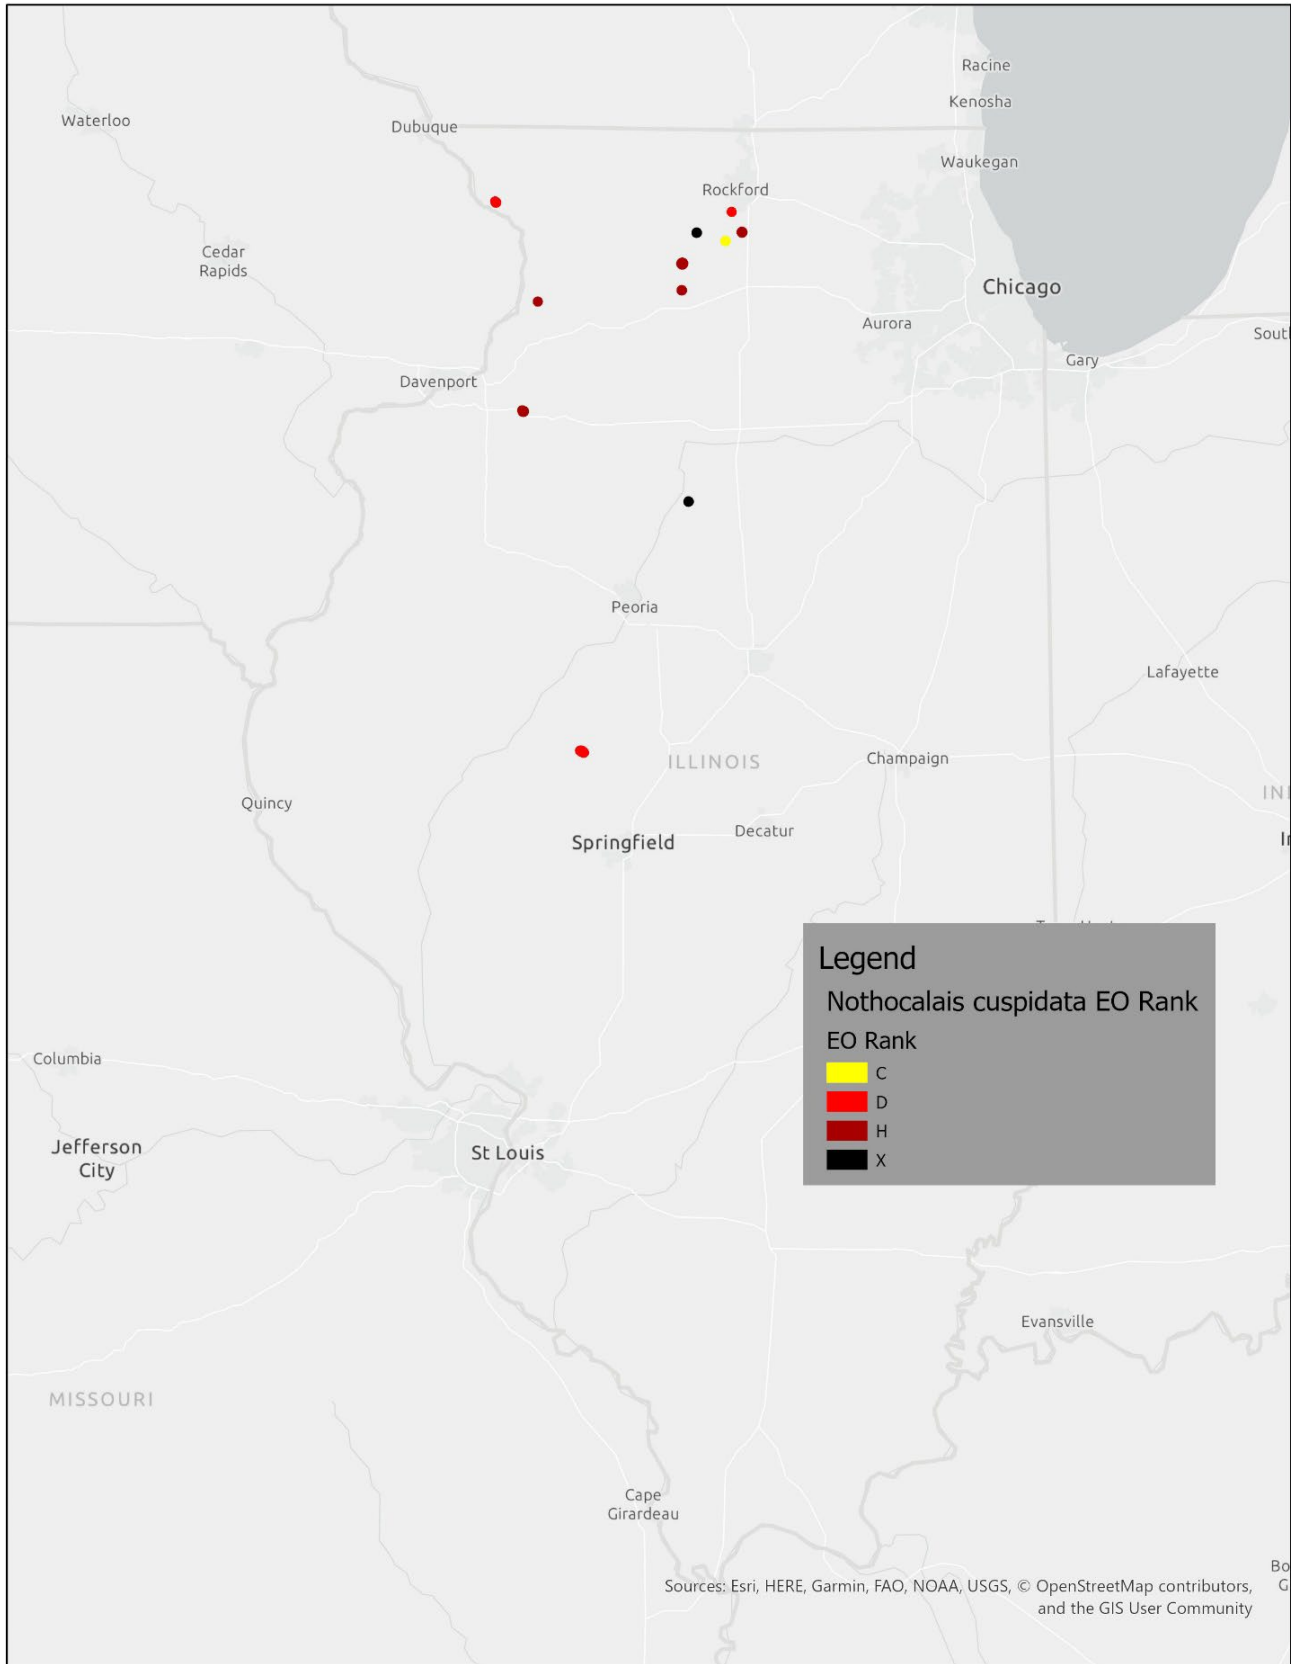 Racine
Kenosha
Waterloo
Dubuque
Waukegan
Rockford
Cedar
Rapids
Chicago
Aurora
Gary
Davenport
Peoria
Lafayette
ILLINOIS
Champaign
Quincy
Decatur
Springfield
Legend
Nothocalais cuspidata EO Rank
EO Rank
C
D
H
X
Columbia
Jefferson
City
St Louis
Evansville
MISSOURI
Cape
Girardeau
Sources: Esri, HERE, Garmin, FAO, NOAA, USGS, © OpenStreetMap contributors,
and the GIS User Community